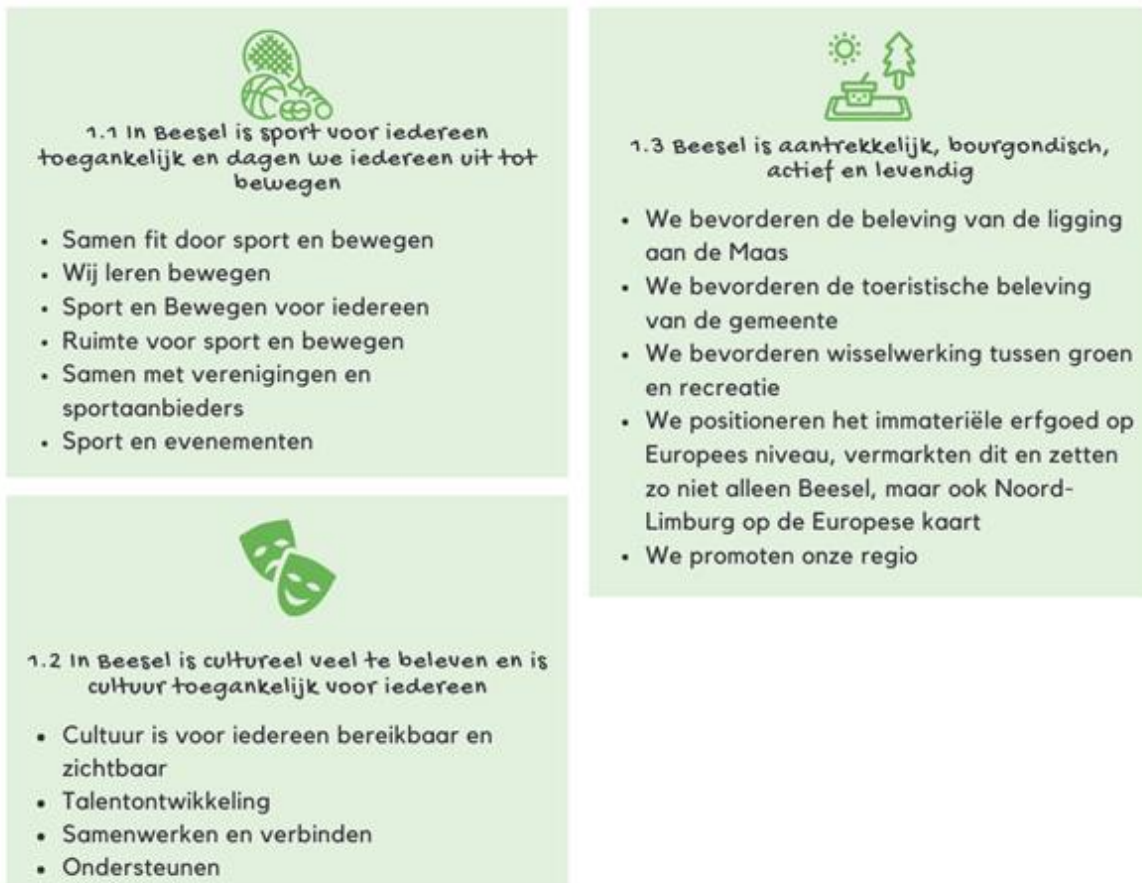 1.1 In Beesel is sport voor iedereen
toegankelijk en dagen we iedereen uit tot
bewegen
• Samen fit door sport en bewegen
• Wij leren bewegen
• Sport en Bewegen voor iedereen
• Ruimte voor sport en bewegen
• Samen met verenigingen en
sportaanbieders
• Sport en evenementen
1.2 In Beesel is cultureel veel te beleven en is
cultuur toegankelijk voor iedereen
• Cultuur is voor iedereen bereikbaar en
zichtbaar
• Talentontwikkeling
• Samenwerken en verbinden
• Ondersteunen
1.3 Beesel is aantrekkelijk, bourgondisch,
actief en levendig
• We bevorderen de beleving van de ligging
aan de Maas
• We bevorderen de toeristische beleving
van de gemeente
• We bevorderen wisselwerking tussen groen
en recreatie
• We positioneren het immateriële erfgoed op
Europees niveau, vermarkten dit en zetten
zo niet alleen Beesel, maar ook Noord-
Limburg op de Europese kaart
• We promoten onze regio